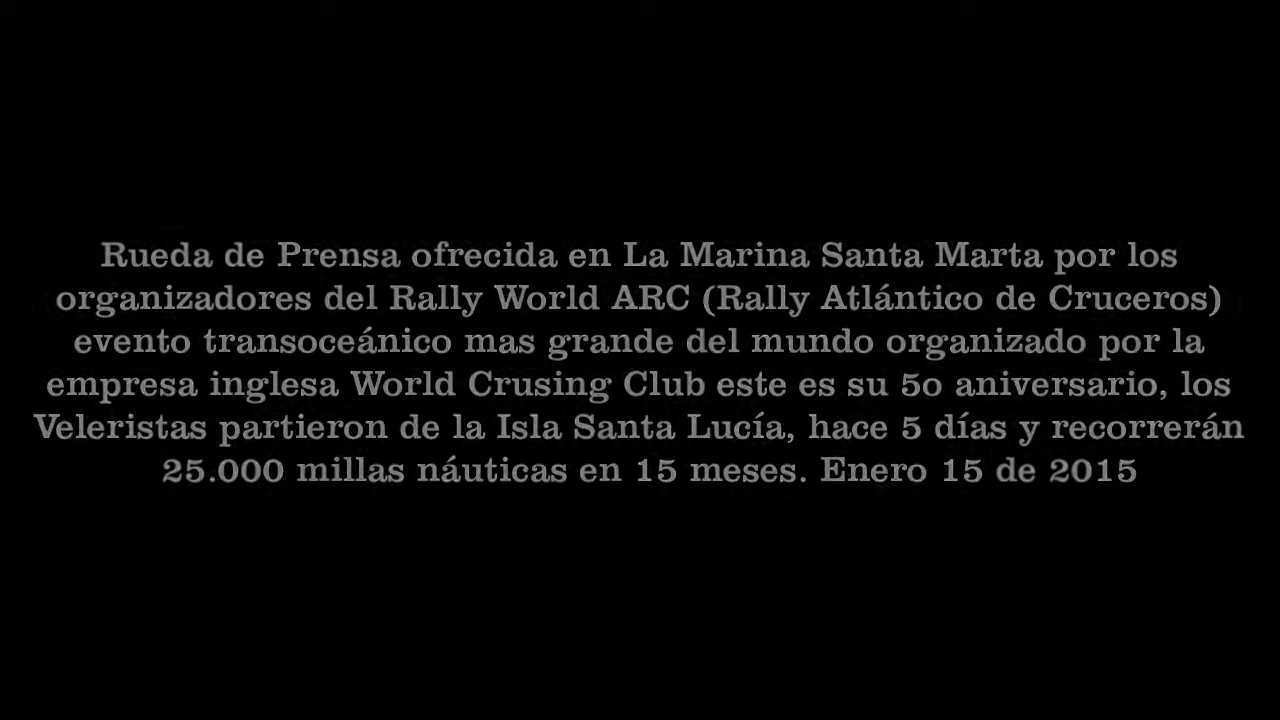 Rueda de Prensa ofrecida en La Marina Santa Marta por los
organizadores del Rally World ARC (Rally Atlántico de Cruceros)
evento transoceánico mas grande del mundo organizado por la
empresa inglesa World Crusing Club este es su 5o aniversario, los
Veleristas partieron de la Isla Santa Lucía, hace 5 días y recorrerán
25.000 millas náuticas en 15 meses. Enero 15 de 2015